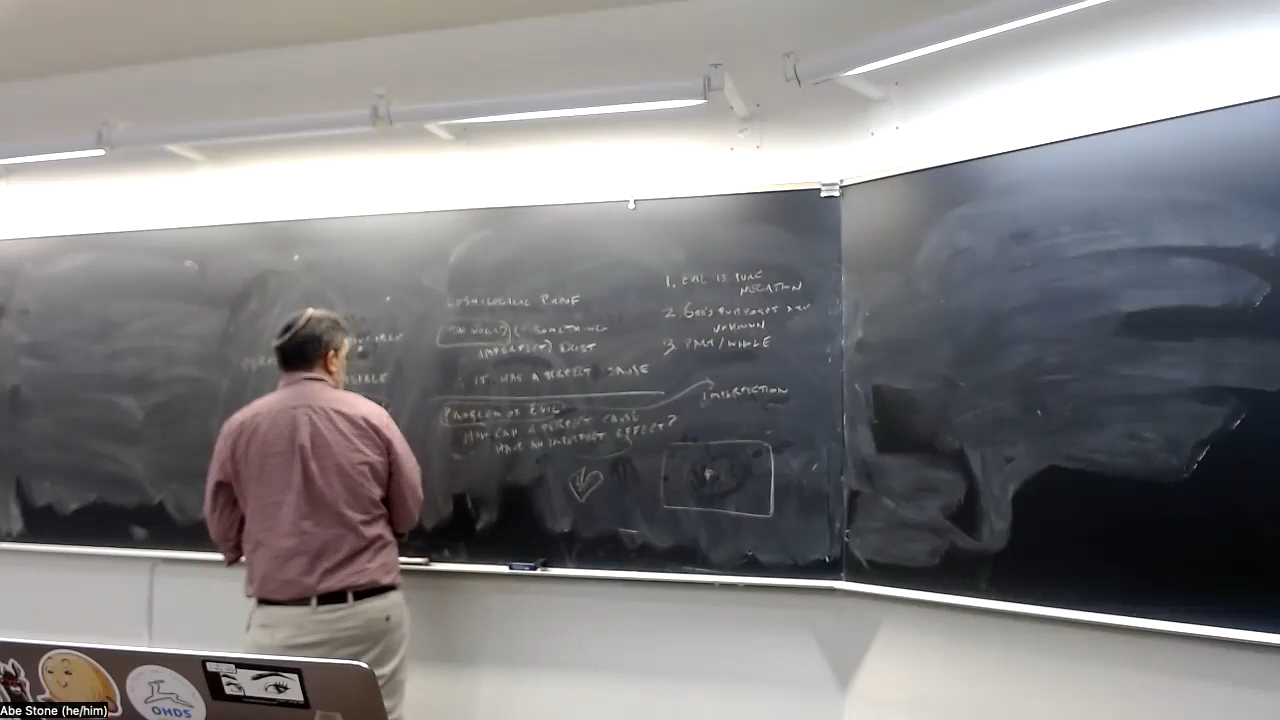 COSMOLOGICAL PROOF
(THE WORLD) (= SOMETHING
IMPERFECT) EXIST
∴ IT HAS A PERFECT CAUSE
PROBLEM OF EVIL
HOW CAN A PERFECT CAUSE
HAVE AN IMPERFECT EFFECT?
1. EVIL IS PURE
NEGATION
2. GOD'S PURPOSES ARE
UNKNOWN
3. PART/WHOLE
IMPERFECTION
OHDS
Abe Stone (he/him)